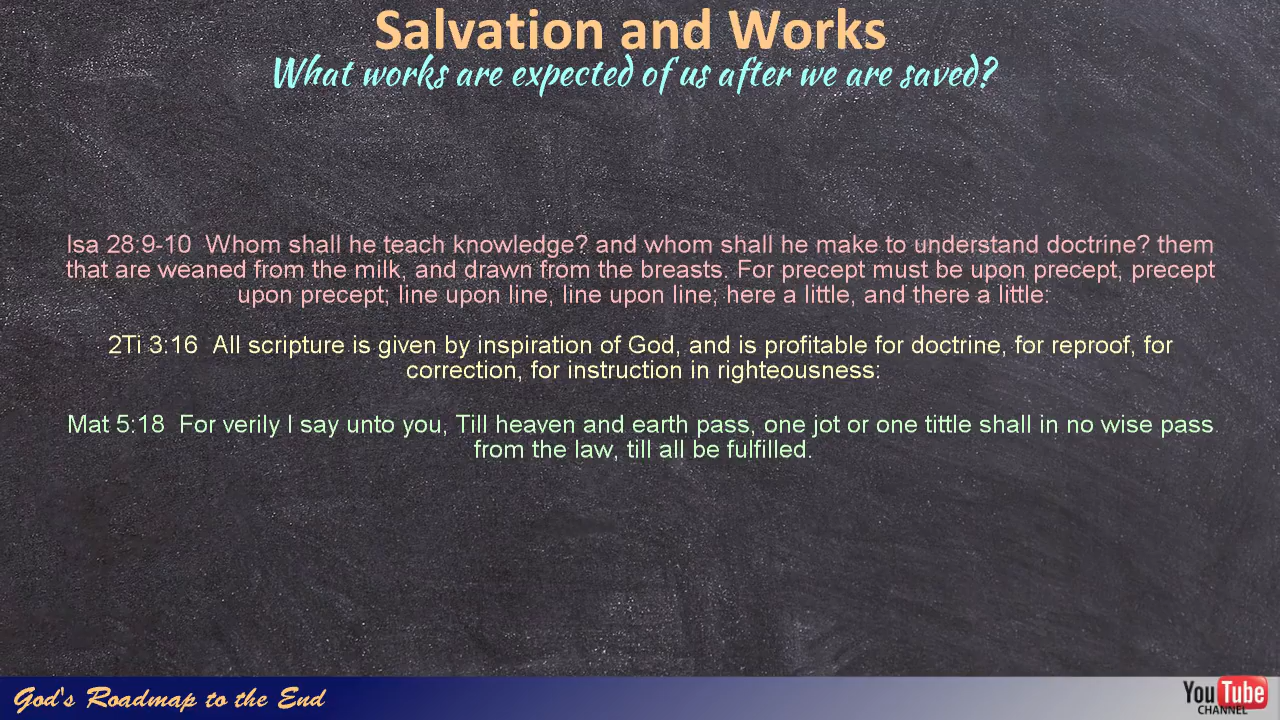 Salvation and Works
What works are expected of us after we are saved?
Isa 28:9-10  Whom shall he teach knowledge? and whom shall he make to understand doctrine? them
that are weaned from the milk, and drawn from the breasts. For precept must be upon precept, precept
upon precept; line upon line, line upon line; here a little, and there a little:
2Ti 3:16  All scripture is given by inspiration of God, and is profitable for doctrine, for reproof, for
correction, for instruction in righteousness:
Mat 5:18  For verily I say unto you, Till heaven and earth pass, one jot or one tittle shall in no wise pass
from the law, till all be fulfilled.
God's Roadmap to the End
YouTube
CHANNEL